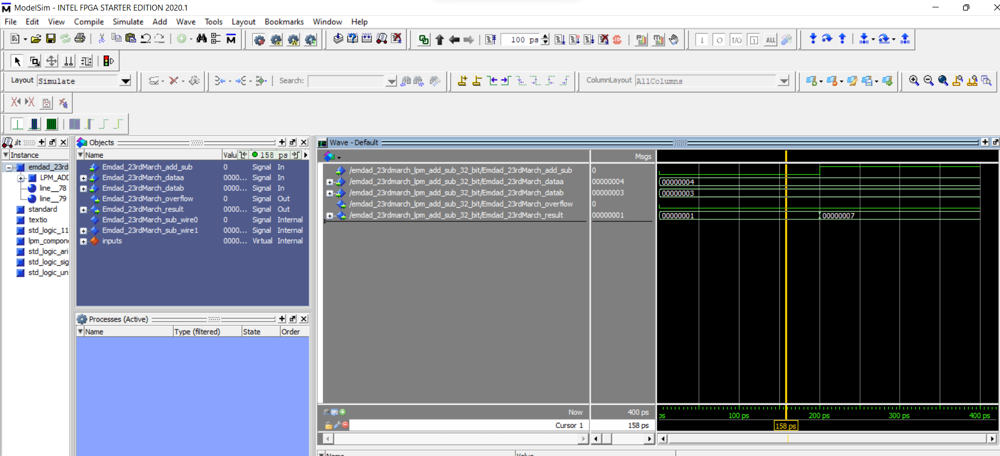 ModelSim - INTEL FPGA STARTER EDITION 2020.1
File Edit View Compile Simulate Add Wave Tools Layout Bookmarks Window Help
100 ps
Layout Simulate
Search:
ColumnLayout AllColumns
Instance
emdad_23rd
LPM_ADD
line__78
line__79
standard
textio
std_logic_11
lpm_compon
std_logic_ari
std_logic_sig
std_logic_un
Objects
Name Valu 158 ps
Emdad_23rdMarch_add_sub 0 Signal In
Emdad_23rdMarch_dataa 0000... Signal In
Emdad_23rdMarch_datab 0000... Signal In
Emdad_23rdMarch_overflow 0 Signal Out
Emdad_23rdMarch_result 0000... Signal Out
Emdad_23rdMarch_sub_wire0 0 Signal Internal
Emdad_23rdMarch_sub_wire1 0000... Signal Internal
inputs 0000... Virtual Internal
Processes (Active)
Name Type (filtered) State Order
Wave - Default
Msgs
/emdad_23rdmarch_lpm_add_sub_32_bit/Emdad_23rdMarch_add_sub 0
/emdad_23rdmarch_lpm_add_sub_32_bit/Emdad_23rdMarch_dataa 00000004 00000004
/emdad_23rdmarch_lpm_add_sub_32_bit/Emdad_23rdMarch_datab 00000003 00000003
/emdad_23rdmarch_lpm_add_sub_32_bit/Emdad_23rdMarch_overflow 0
/emdad_23rdmarch_lpm_add_sub_32_bit/Emdad_23rdMarch_result 00000001 00000001 00000007
Now 400 ps
ps 100 ps 200 ps 300 ps 400 ps
Cursor 1 158 ps 158 ps
Name Value